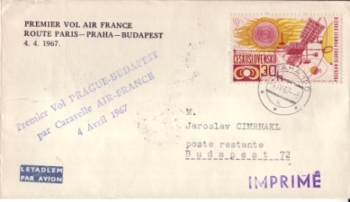 PREMIER VOL AIR FRANCE
ROUTE PARIS—PRAHA—BUDAPEST
4. 4. 1967.
Premier Vol PRAGUE-BUDAPEST
par Caravelle AIR-FRANCE
4 Avril 1967
ČESKOSLOVENSKO
30
M.
Jaroslav CIMRHAKL
poste restante
Budapest 72
LETADLEM
PAR AVION
IMPRIMÉ